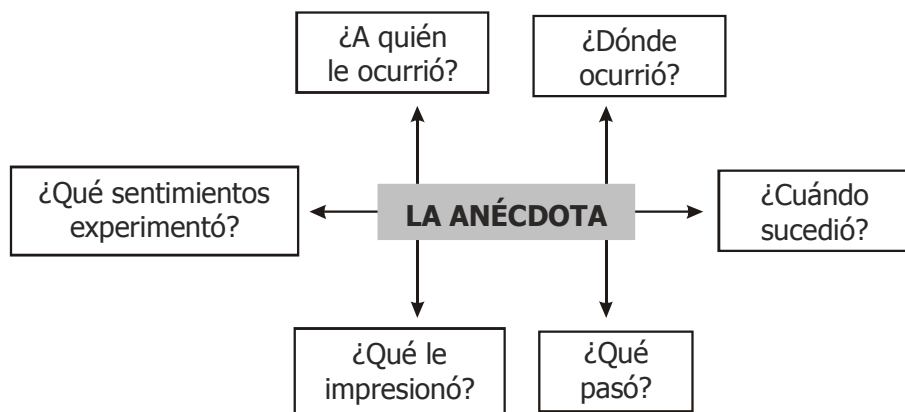 ¿A quién
le ocurrió?
¿Dónde
ocurrió?
¿Qué sentimientos
experimentó?
LA ANÉCDOTA
¿Cuándo
sucedió?
¿Qué le
impresionó?
¿Qué
pasó?